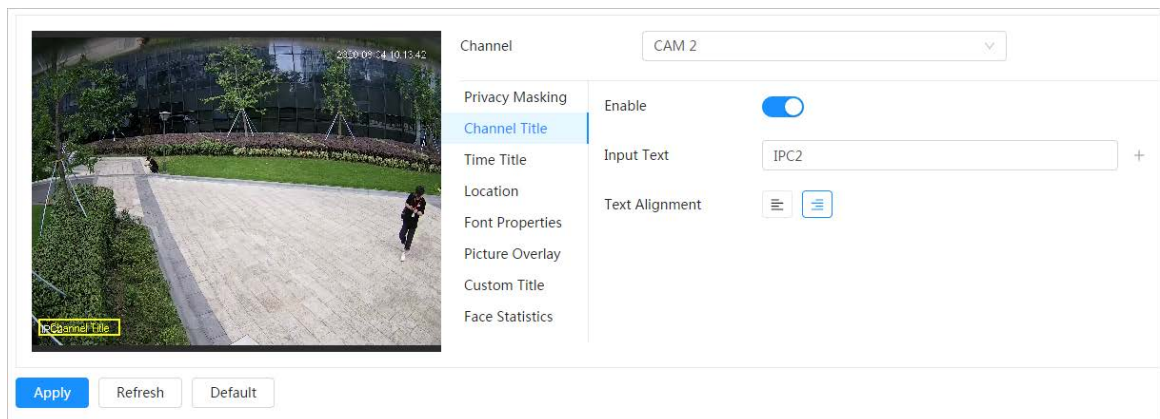 2020-09-24 10:13:42
Channel
CAM 2
Privacy Masking
Channel Title
Time Title
Location
Font Properties
Picture Overlay
Custom Title
Face Statistics
Enable
Input Text
IPC2
+
Text Alignment
Channel Title
Apply
Refresh
Default